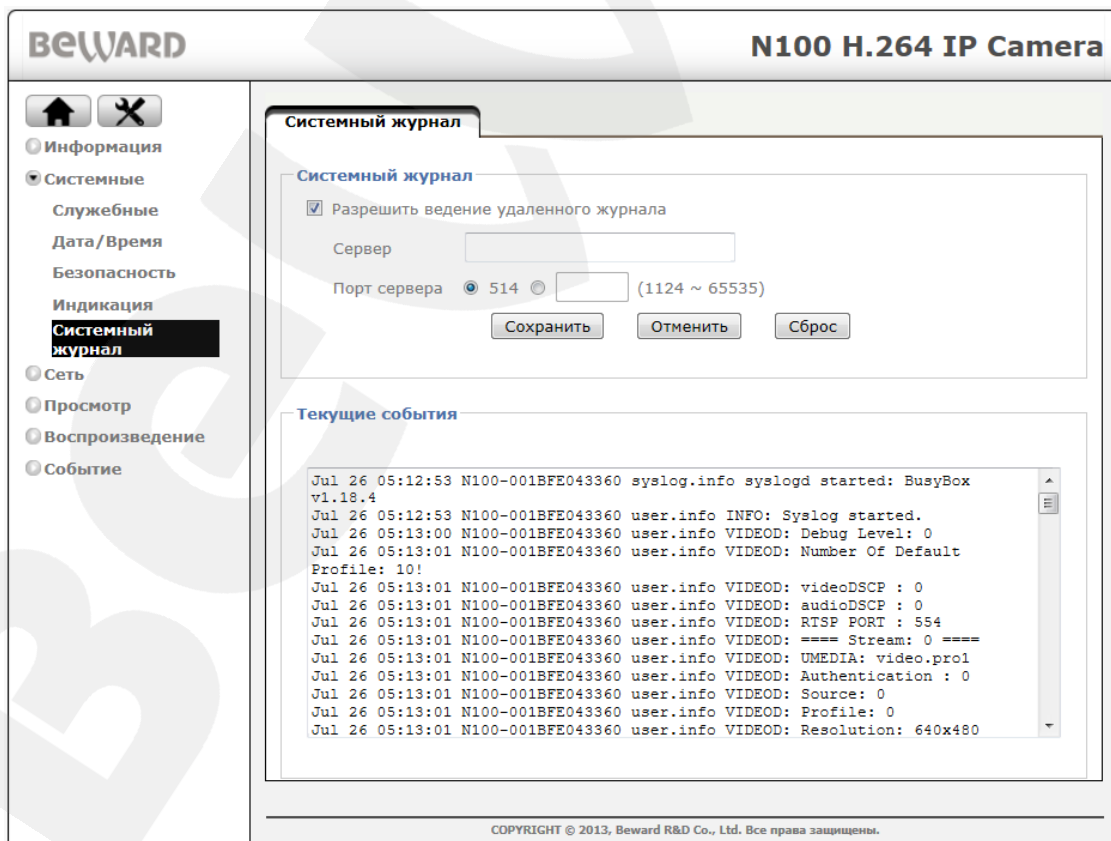 BEWARD
N100 H.264 IP Camera
Информация
Системные
Служебные
Дата/Время
Безопасность
Индикация
Системный
журнал
Сеть
Просмотр
Воспроизведение
Событие
Системный журнал
Системный журнал
Разрешить ведение удаленного журнала
Сервер
Порт сервера 514 (1124 ~ 65535)
Сохранить Отменить Сброс
Текущие события
Jul 26 05:12:53 N100-001BFE043360 syslog.info syslogd started: BusyBox
v1.18.4
Jul 26 05:12:53 N100-001BFE043360 user.info INFO: Syslog started.
Jul 26 05:13:00 N100-001BFE043360 user.info VIDEOD: Debug Level: 0
Jul 26 05:13:01 N100-001BFE043360 user.info VIDEOD: Number Of Default
Profile: 10!
Jul 26 05:13:01 N100-001BFE043360 user.info VIDEOD: videoDSCP : 0
Jul 26 05:13:01 N100-001BFE043360 user.info VIDEOD: audioDSCP : 0
Jul 26 05:13:01 N100-001BFE043360 user.info VIDEOD: RTSP PORT : 554
Jul 26 05:13:01 N100-001BFE043360 user.info VIDEOD: ==== Stream: 0 ====
Jul 26 05:13:01 N100-001BFE043360 user.info VIDEOD: UMEDIA: video.pro1
Jul 26 05:13:01 N100-001BFE043360 user.info VIDEOD: Authentication : 0
Jul 26 05:13:01 N100-001BFE043360 user.info VIDEOD: Source: 0
Jul 26 05:13:01 N100-001BFE043360 user.info VIDEOD: Profile: 0
Jul 26 05:13:01 N100-001BFE043360 user.info VIDEOD: Resolution: 640x480
COPYRIGHT © 2013, Beward R&D Co., Ltd. Все права защищены.